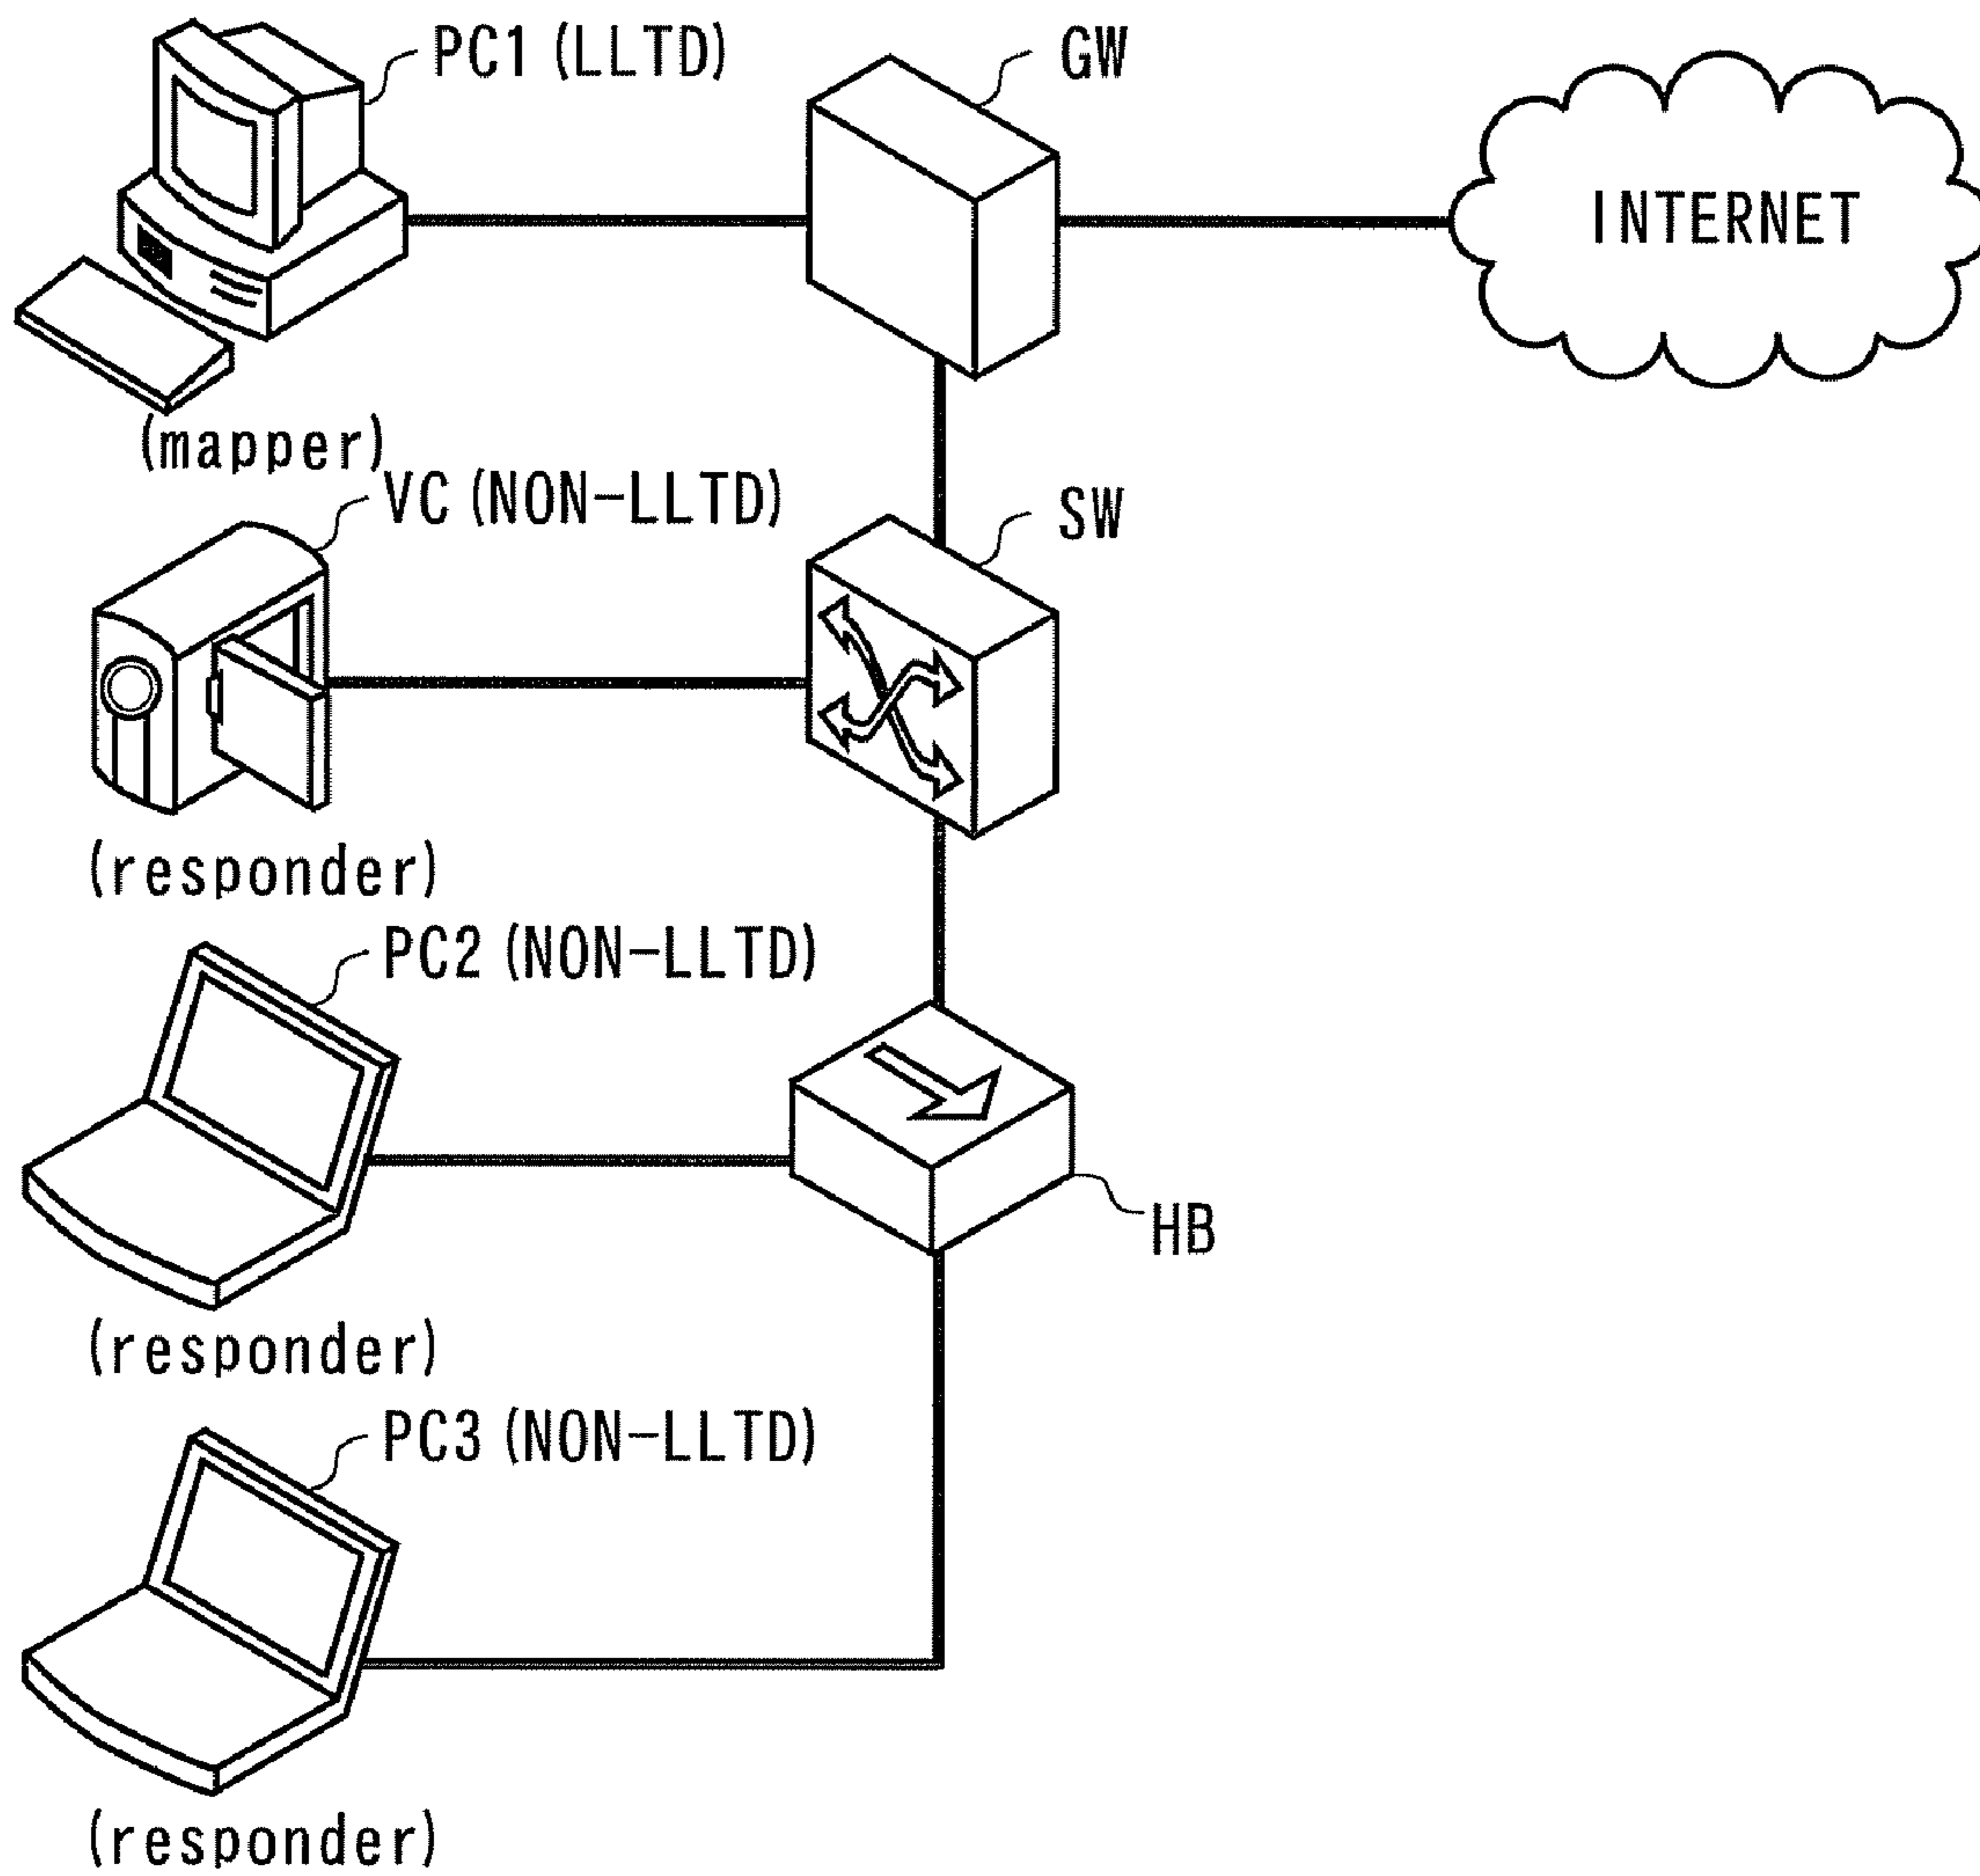 PC1 (LLTD)
GW
INTERNET
(mapper)
VC (NON-LLTD)
SW
(responder)
PC2 (NON-LLTD)
HB
(responder)
PC3 (NON-LLTD)
(responder)